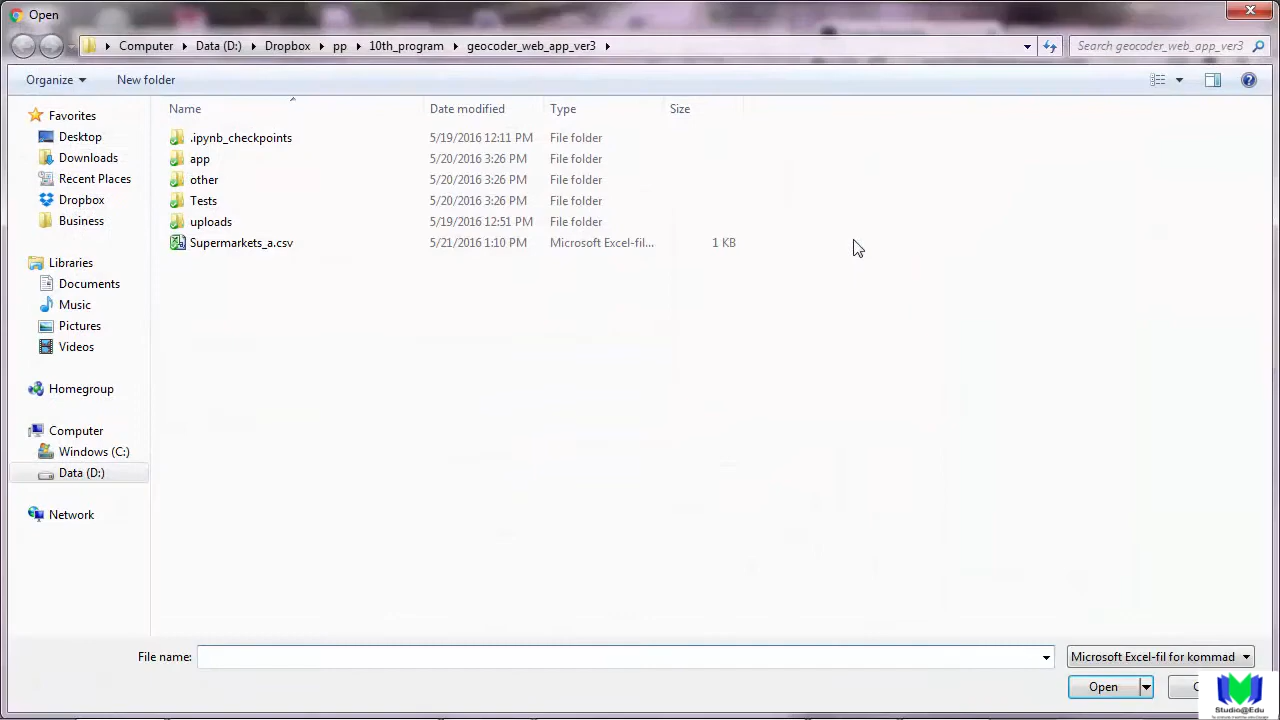 Open
Computer
Data (D:)
Dropbox
pp
10th_program
geocoder_web_app_ver3
Search geocoder_web_app_ver3
Organize
New folder
Name
Date modified
Type
Size
Favorites
Desktop
Downloads
Recent Places
Dropbox
Business
Libraries
Documents
Music
Pictures
Videos
Homegroup
Computer
Windows (C:)
Data (D:)
Network
.ipynb_checkpoints 5/19/2016 12:11 PM File folder
app 5/20/2016 3:26 PM File folder
other 5/20/2016 3:26 PM File folder
Tests 5/20/2016 3:26 PM File folder
uploads 5/19/2016 12:51 PM File folder
Supermarkets_a.csv 5/21/2016 1:10 PM Microsoft Excel-fil... 1 KB
File name:
Microsoft Excel-fil for kommad
Open
Studio@Edu